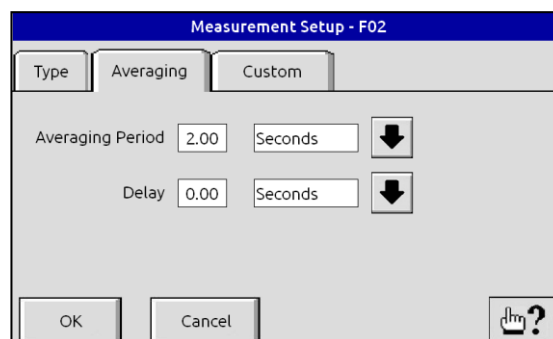 Measurement Setup - F02
Type Averaging Custom
Averaging Period 2.00 Seconds
Delay 0.00 Seconds
OK Cancel ?